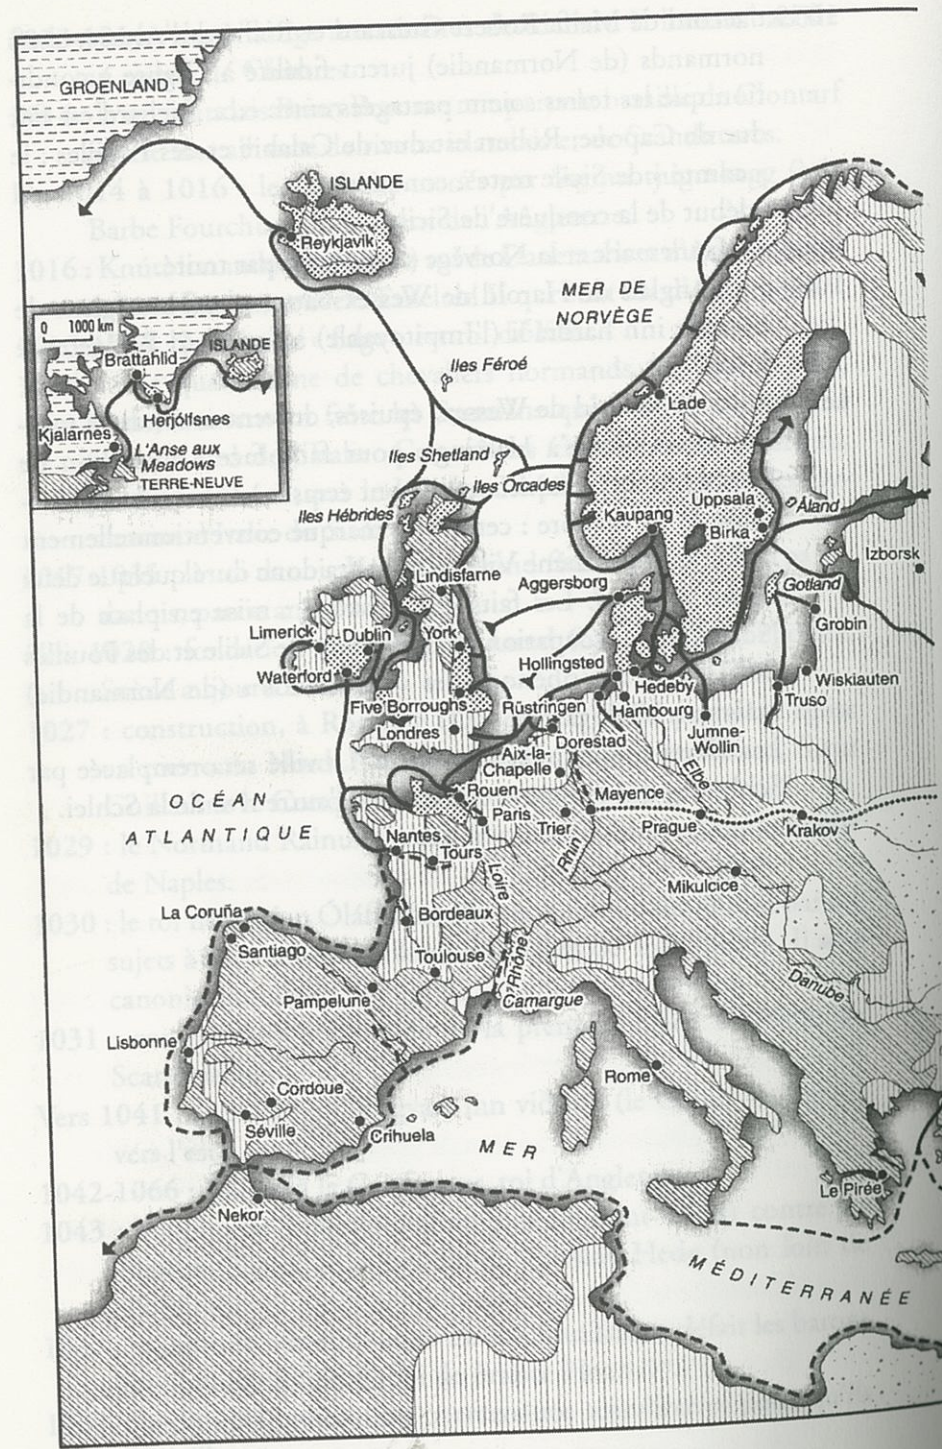 GROENLAND
ISLANDE
Reykjavik
MER DE
NORVÈGE
0 1000 km
Brattahlid
ISLANDE
Herjólfsnes
Kjalarnes
L'Anse aux
Meadows
TERRE-NEUVE
Iles Féroé
Lade
Iles Shetland
Iles Orcades
Iles Hébrides
Uppsala
Kaupang
Birka
Åland
Izborsk
Lindisfarne
Aggersborg
Gotland
Grobin
Limerick
Dublin
York
Waterford
Hollingsted
Wiskiauten
Hedeby
Truso
Five Borroughs
Rüstringen
Hambourg
Londres
Jumne-
Wollin
Dorestad
Aix-la-
Chapelle
Elbe
OCÉAN
ATLANTIQUE
Rouen
Mayence
Paris
Trier
Prague
Krakov
Nantes
Tours
Rhin
Loire
Mikulcice
La Coruña
Bordeaux
Santiago
Toulouse
Rhône
Danube
Pampelune
Camargue
Lisbonne
Rome
Cordoue
Séville
Crihuela
MER
Le Pirée
Nekor
MÉDITERRANÉE